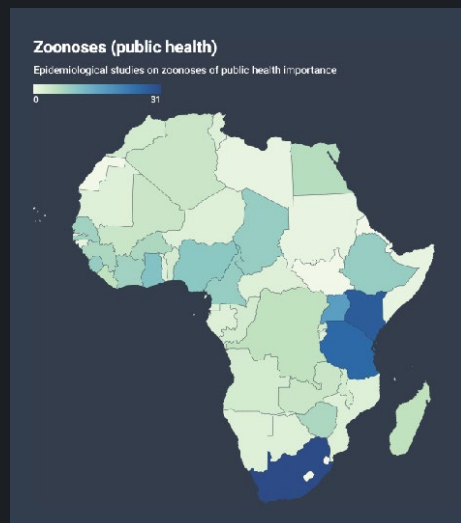 Zoonoses (public health)
Epidemiological studies on zoonoses of public health importance
0 31